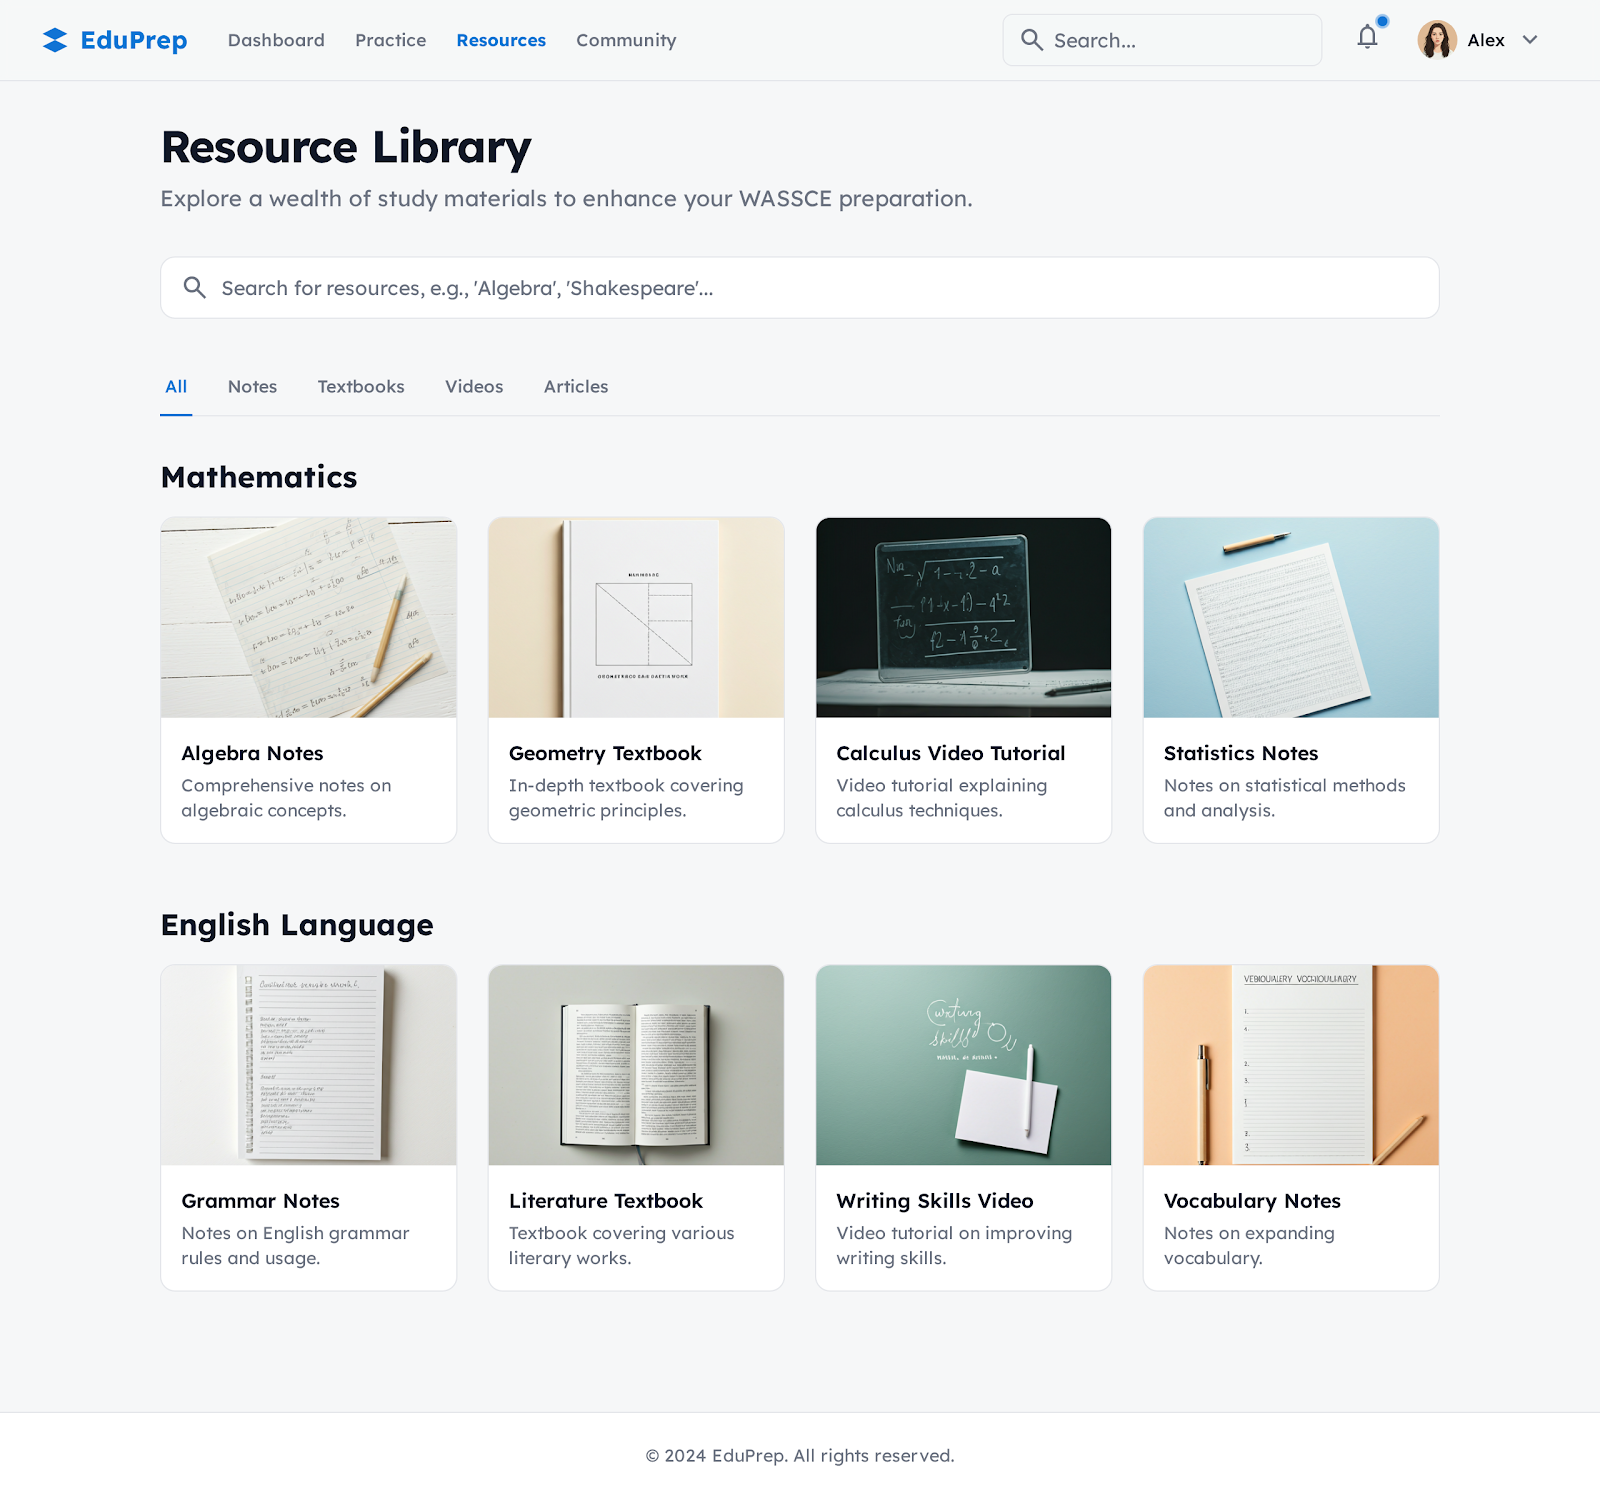 EduPrep
Dashboard
Practice
Resources
Community
Search...
Alex
Resource Library
Explore a wealth of study materials to enhance your WASSCE preparation.
Search for resources, e.g., 'Algebra', 'Shakespeare'...
All
Notes
Textbooks
Videos
Articles
Mathematics
Algebra Notes
Comprehensive notes on
algebraic concepts.
Geometry Textbook
In-depth textbook covering
geometric principles.
Calculus Video Tutorial
Video tutorial explaining
calculus techniques.
Statistics Notes
Notes on statistical methods
and analysis.
English Language
Grammar Notes
Notes on English grammar
rules and usage.
Literature Textbook
Textbook covering various
literary works.
skills
Writing Skills Video
Video tutorial on improving
writing skills.
Vocabulary Notes
Notes on expanding
vocabulary.
© 2024 EduPrep. All rights reserved.